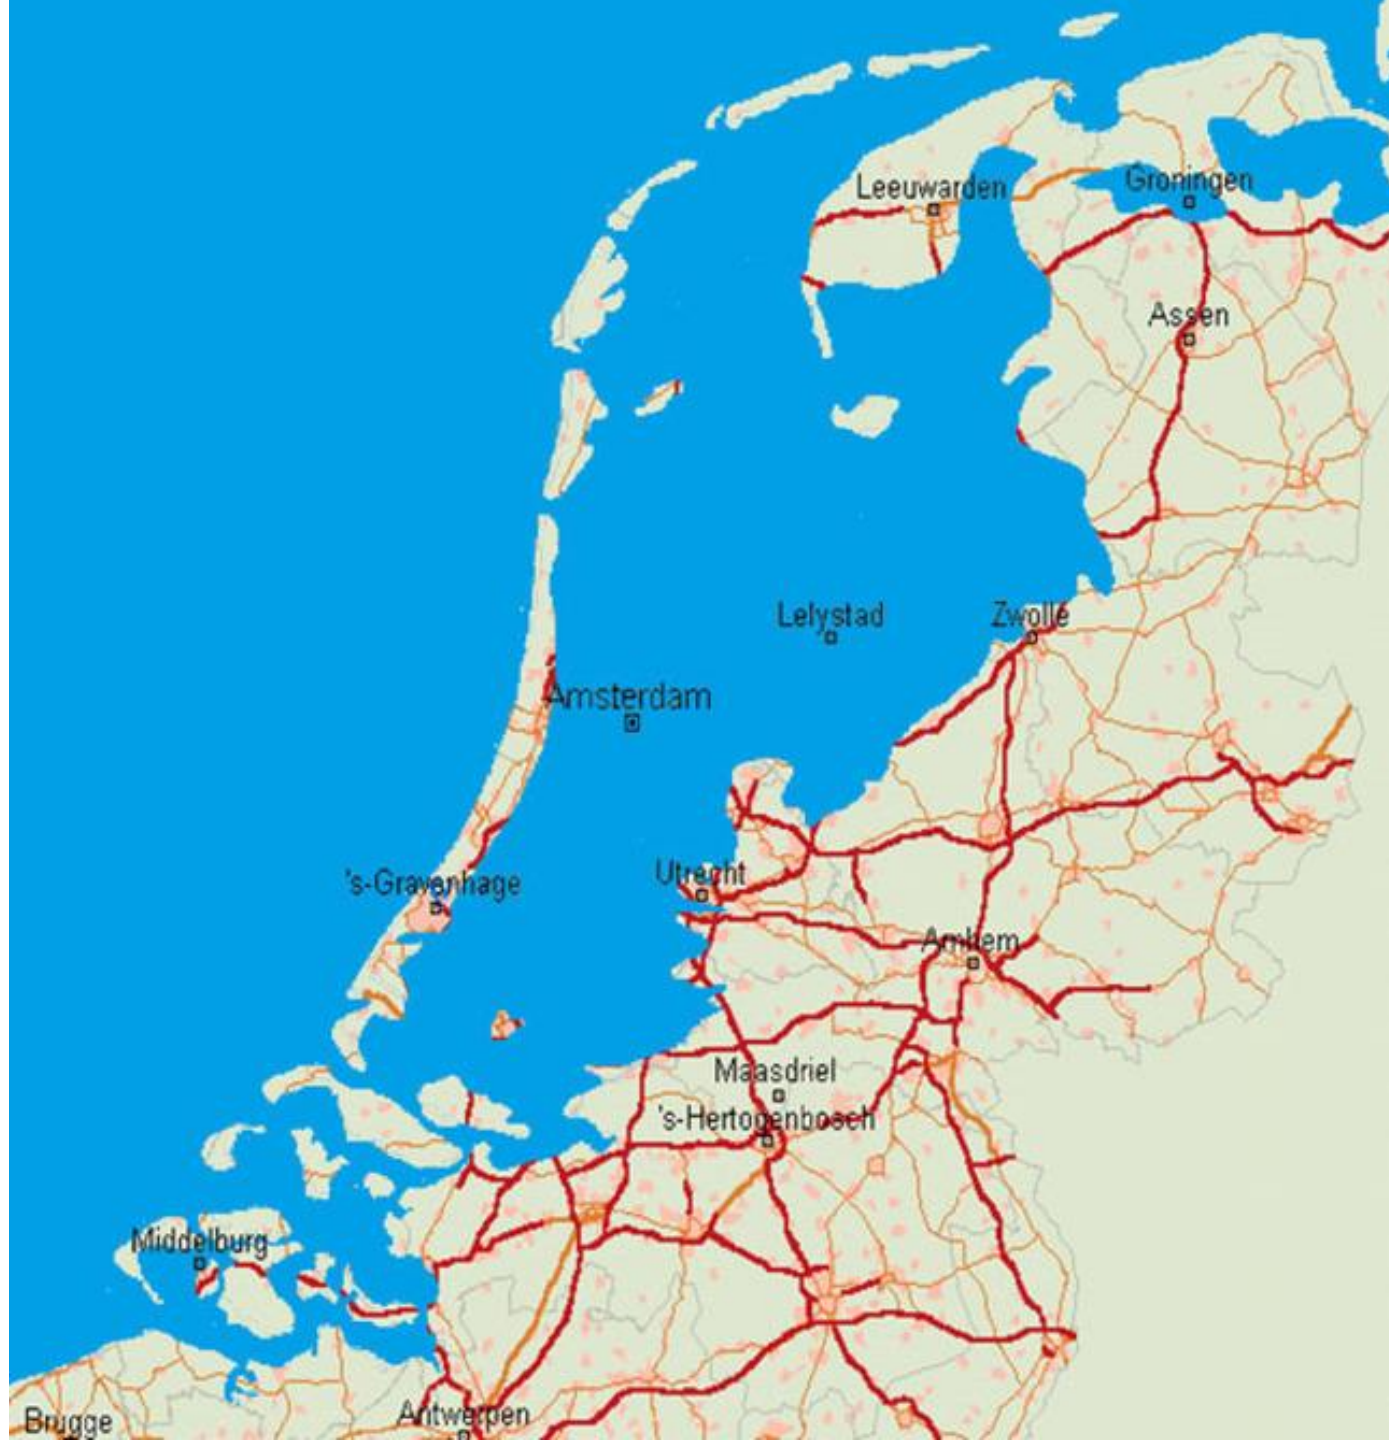 Leeuwarden
Groningen
Assen
Lelystad
Zwolle
Amsterdam
Utrecht
's-Gravenhage
Arnhem
Maasdriel
's-Hertogenbosch
Middelburg
Antwerpen
Brugge